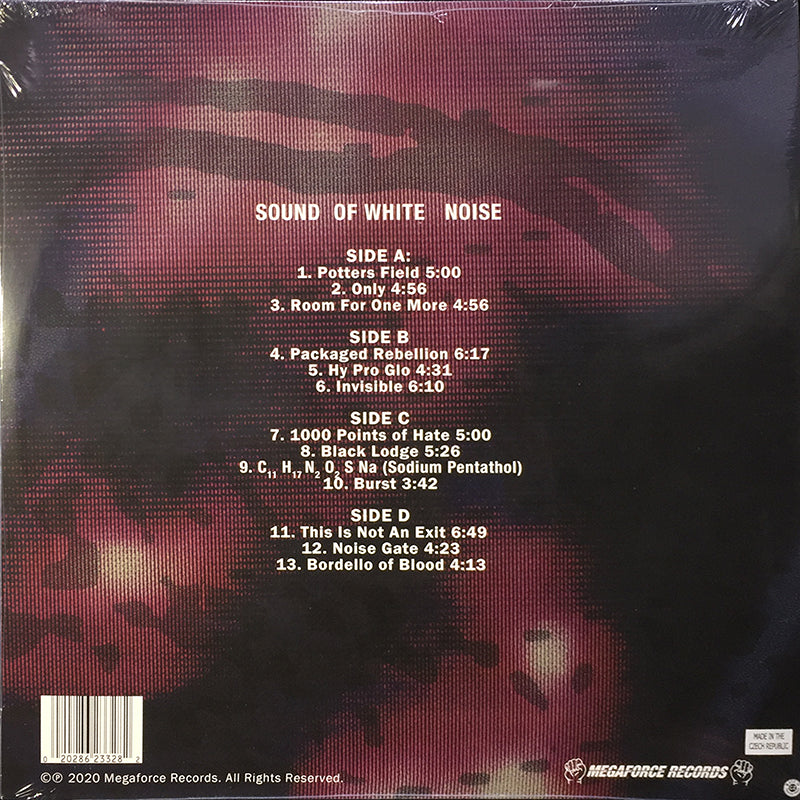 SOUND OF WHITE NOISE
SIDE A:
1. Potters Field 5:00
2. Only 4:56
3. Room For One More 4:56
SIDE B
4. Packaged Rebellion 6:17
5. Hy Pro Glo 4:31
6. Invisible 6:10
SIDE C
7. 1000 Points of Hate 5:00
8. Black Lodge 5:26
9. C11 H17 N2 O2 S Na (Sodium Pentathol)
10. Burst 3:42
SIDE D
11. This Is Not An Exit 6:49
12. Noise Gate 4:23
13. Bordello of Blood 4:13
0 20286 23328 2
©℗ 2020 Megaforce Records. All Rights Reserved.
MEGAFORCE RECORDS
MADE IN THE
CZECH REPUBLIC